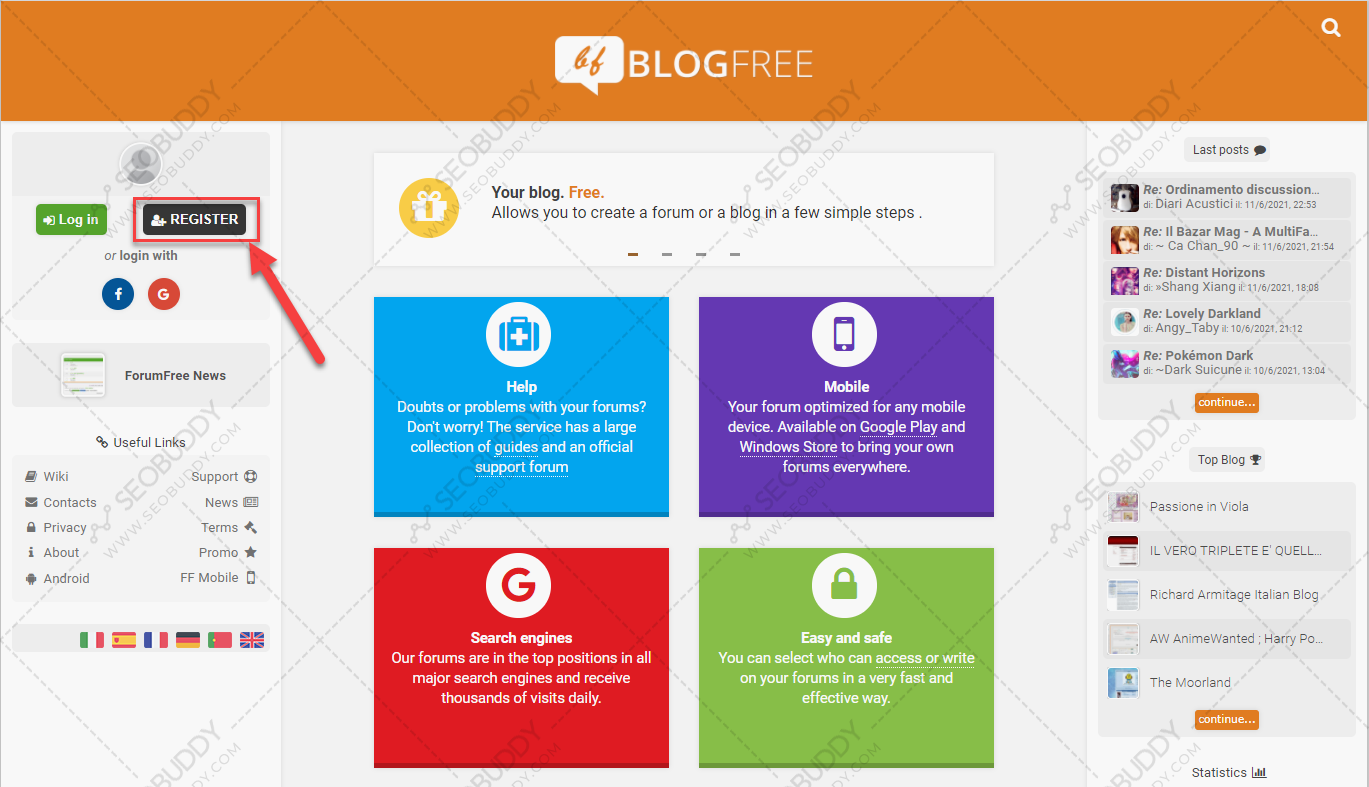 bf BLOGFREE
Log in
REGISTER
or login with
f
G
ForumFree News
Useful Links
Wiki
Support
Contacts
News
Privacy
Terms
About
Promo
Android
FF Mobile
Your blog. Free.
Allows you to create a forum or a blog in a few simple steps .
Help
Doubts or problems with your forums?
Don't worry! The service has a large
collection of guides and an official
support forum
Mobile
Your forum optimized for any mobile
device. Available on Google Play and
Windows Store to bring your own
forums everywhere.
G
Search engines
Our forums are in the top positions in all
major search engines and receive
thousands of visits daily.
Easy and safe
You can select who can access or write
on your forums in a very fast and
effective way.
Last posts
Re: Ordinamento discussion...
di: Diari Acustici il: 11/6/2021, 22:53
Re: Il Bazar Mag - A MultiFa...
di: ~ Ca Chan_90 ~ il: 11/6/2021, 21:54
Re: Distant Horizons
di: »Shang Xiang il: 11/6/2021, 18:08
Re: Lovely Darkland
di: Angy_Taby il: 10/6/2021, 21:12
Re: Pokémon Dark
di: ~Dark Suicune il: 10/6/2021, 13:04
continue...
Top Blog
Passione in Viola
IL VERO TRIPLETE E' QUELL...
Richard Armitage Italian Blog
AW AnimeWanted ; Harry Po...
The Moorland
continue...
Statistics
SEOBUDDY
WWW.SEOBUDDY.COM